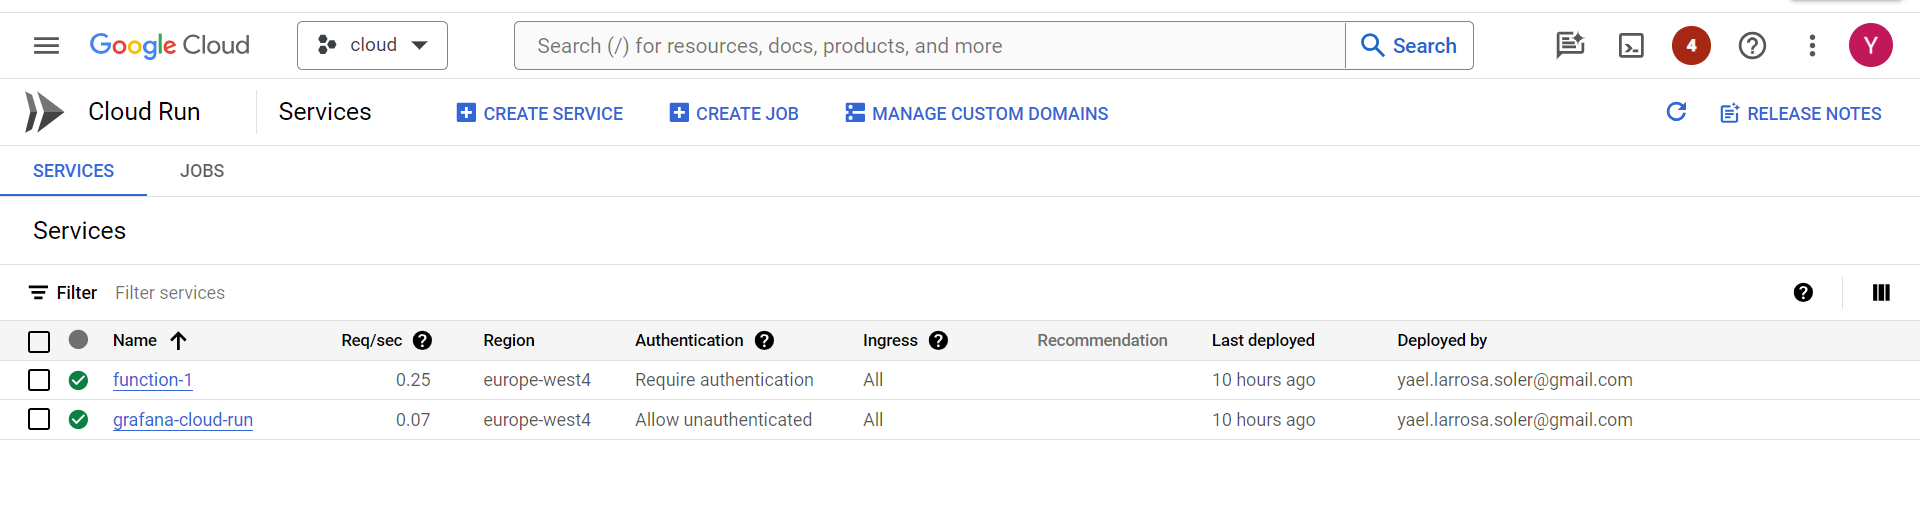 Google Cloud cloud Search (/) for resources, docs, products, and more Search 4 Y
Cloud Run Services CREATE SERVICE CREATE JOB MANAGE CUSTOM DOMAINS RELEASE NOTES
SERVICES JOBS
Services
Filter Filter services
Name Req/sec Region Authentication Ingress Recommendation Last deployed Deployed by
function-1 0.25 europe-west4 Require authentication All 10 hours ago yael.larrosa.soler@gmail.com
grafana-cloud-run 0.07 europe-west4 Allow unauthenticated All 10 hours ago yael.larrosa.soler@gmail.com